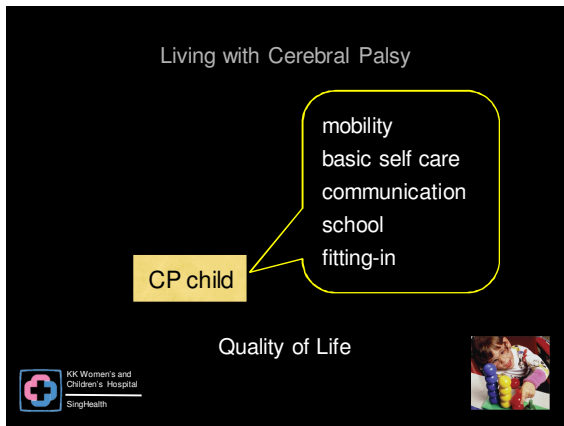 Living with Cerebral Palsy
mobility
basic self care
communication
school
fitting-in
CP child
Quality of Life
KK Women's and
Children's Hospital
SingHealth